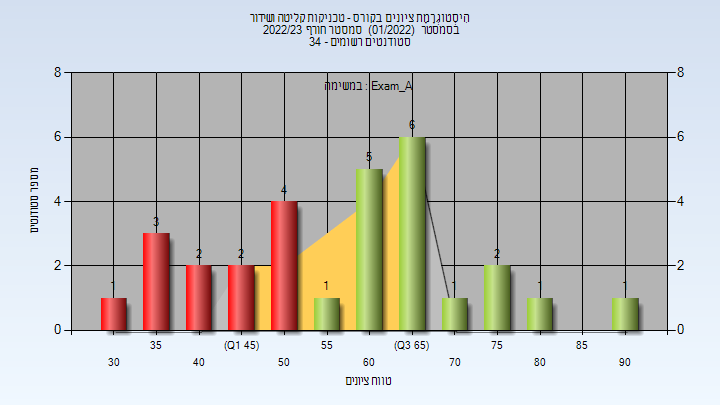 היסטוגרמת ציונים בקורס - טכניקות קליטה ושידור
בסמסטר (01/2022) סמסטר חורף 2022/23
סטודנטים רשומים - 34
במשימה : Exam_A
מספר סטודנטים
8 8
6 6
4 4
2 2
0 0
1 3 2 2 4 1 5 6 1 2 1 1
35 (Q1 45) 55 (Q3 65) 75 85
30 40 50 60 70 80 90
טווח ציונים